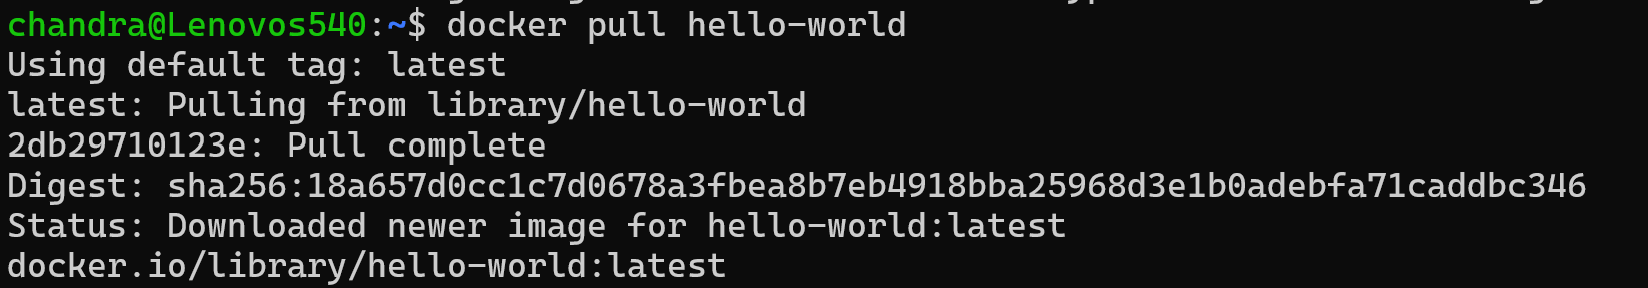 chandra@Lenovos540:~$ docker pull hello-world
Using default tag: latest
latest: Pulling from library/hello-world
2db29710123e: Pull complete
Digest: sha256:18a657d0cc1c7d0678a3fbea8b7eb4918bba25968d3e1b0adebfa71caddbc346
Status: Downloaded newer image for hello-world:latest
docker.io/library/hello-world:latest